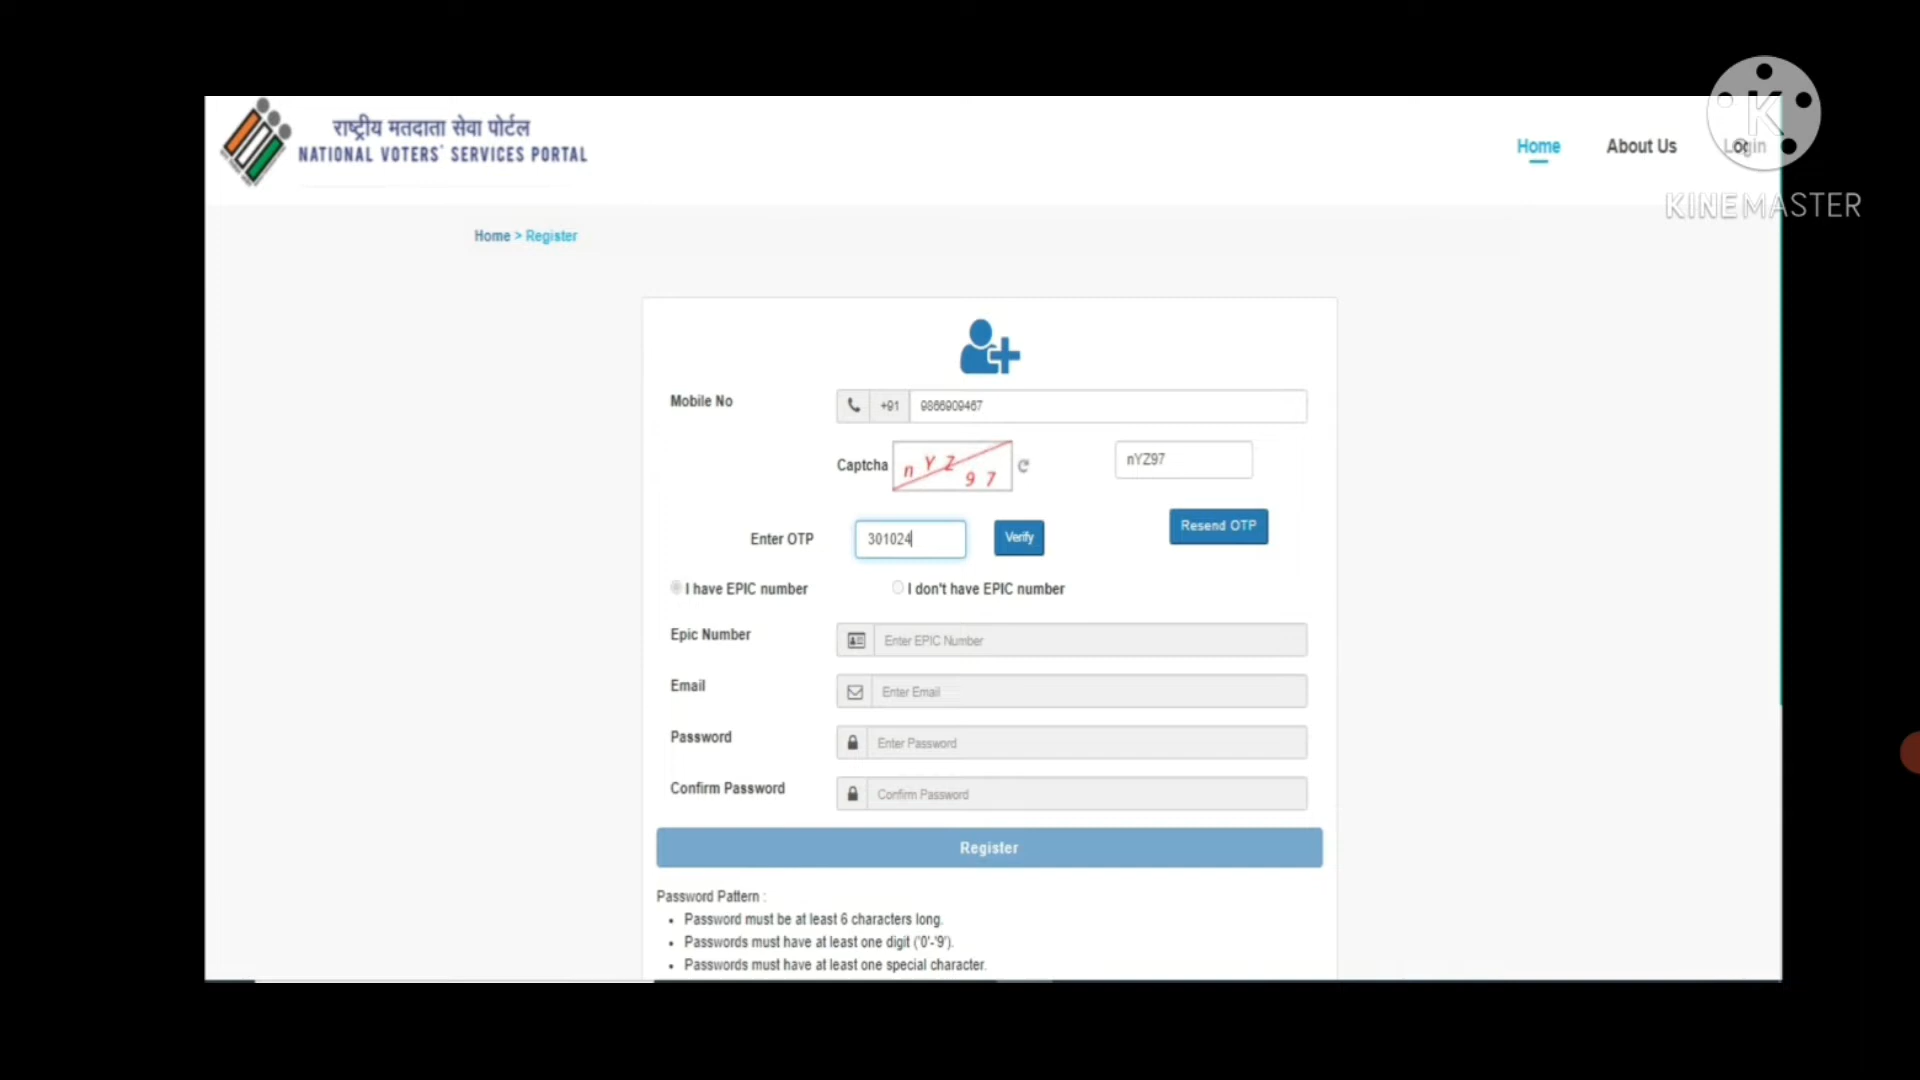 राष्ट्रीय मतदाता सेवा पोर्टल
NATIONAL VOTERS' SERVICES PORTAL
Home About Us Login
K
KINEMASTER
Home > Register
Mobile No +91 9866909467
Captcha nYZ97 nYZ97
Enter OTP 301024 Verify Resend OTP
I have EPIC number I don't have EPIC number
Epic Number Enter EPIC Number
Email Enter Email
Password Enter Password
Confirm Password Confirm Password
Register
Password Pattern :
• Password must be at least 6 characters long.
• Passwords must have at least one digit ('0'-'9').
• Passwords must have at least one special character.